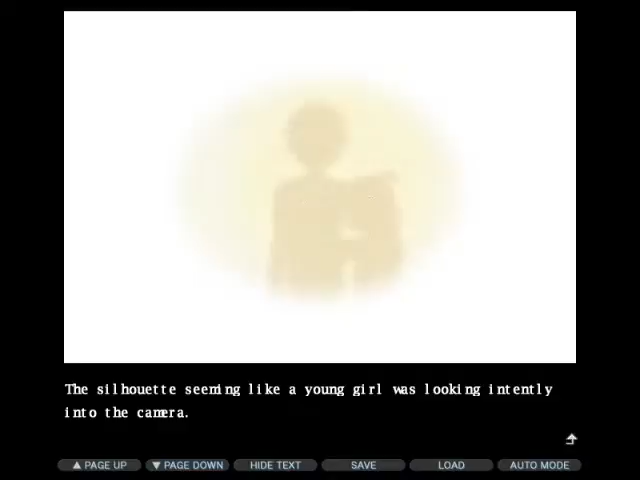 The silhouette seeming like a young girl was looking intently
into the camera.
▲ PAGE UP ▼ PAGE DOWN HIDE TEXT SAVE LOAD AUTO MODE